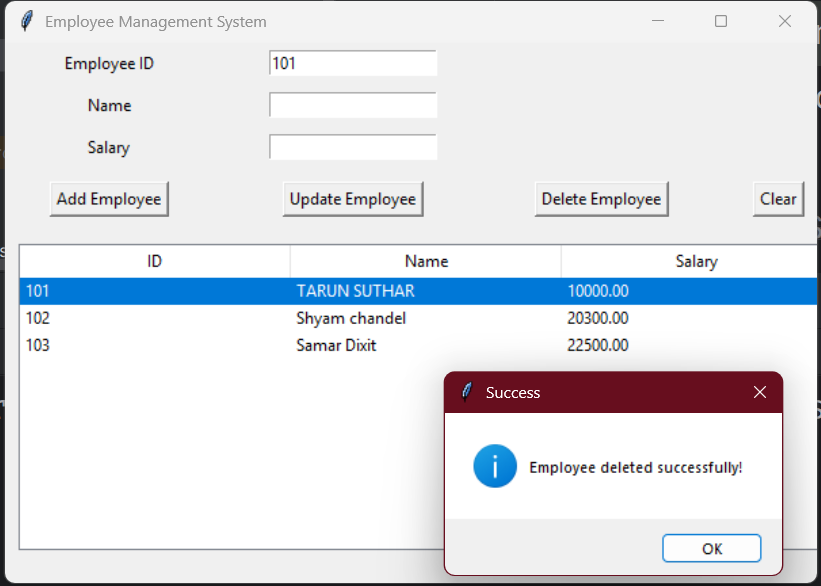 Employee Management System
Employee ID 101
Name
Salary
Add Employee Update Employee Delete Employee Clear
ID Name Salary
101 TARUN SUTHAR 10000.00
102 Shyam chandel 20300.00
103 Samar Dixit 22500.00
Success
Employee deleted successfully!
OK